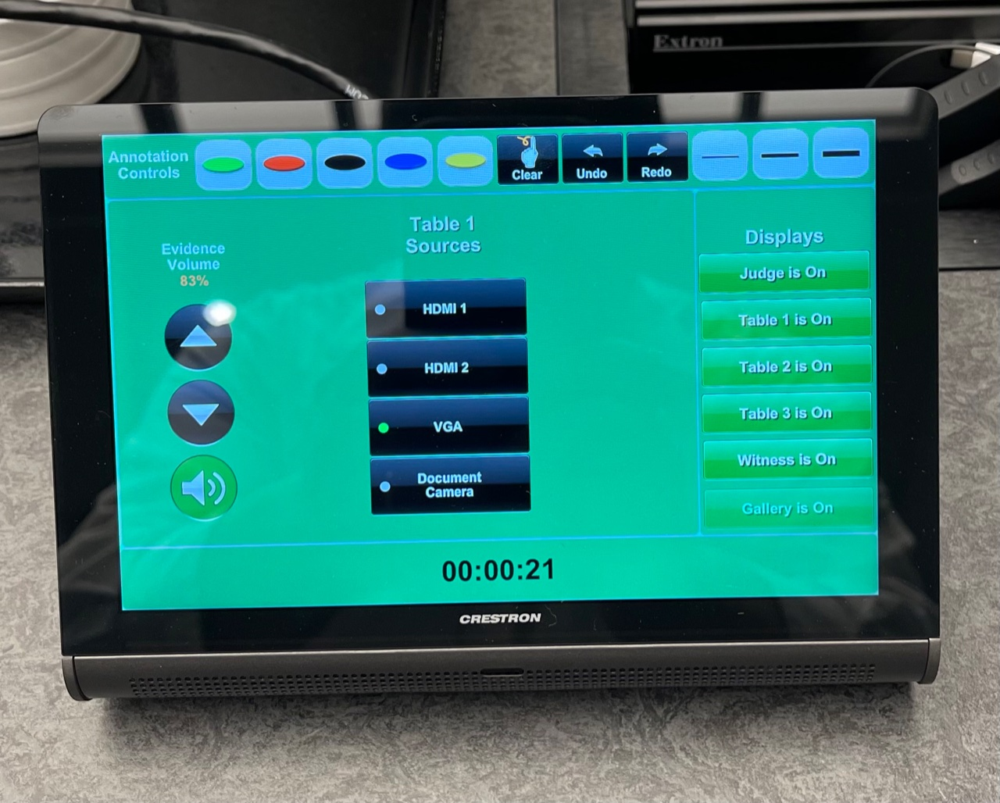 Extron
Annotation
Controls
Clear
Undo
Redo
Evidence
Volume
83%
Table 1
Sources
HDMI 1
HDMI 2
VGA
Document
Camera
Displays
Judge is On
Table 1 is On
Table 2 is On
Table 3 is On
Witness is On
Gallery is On
00:00:21
CRESTRON